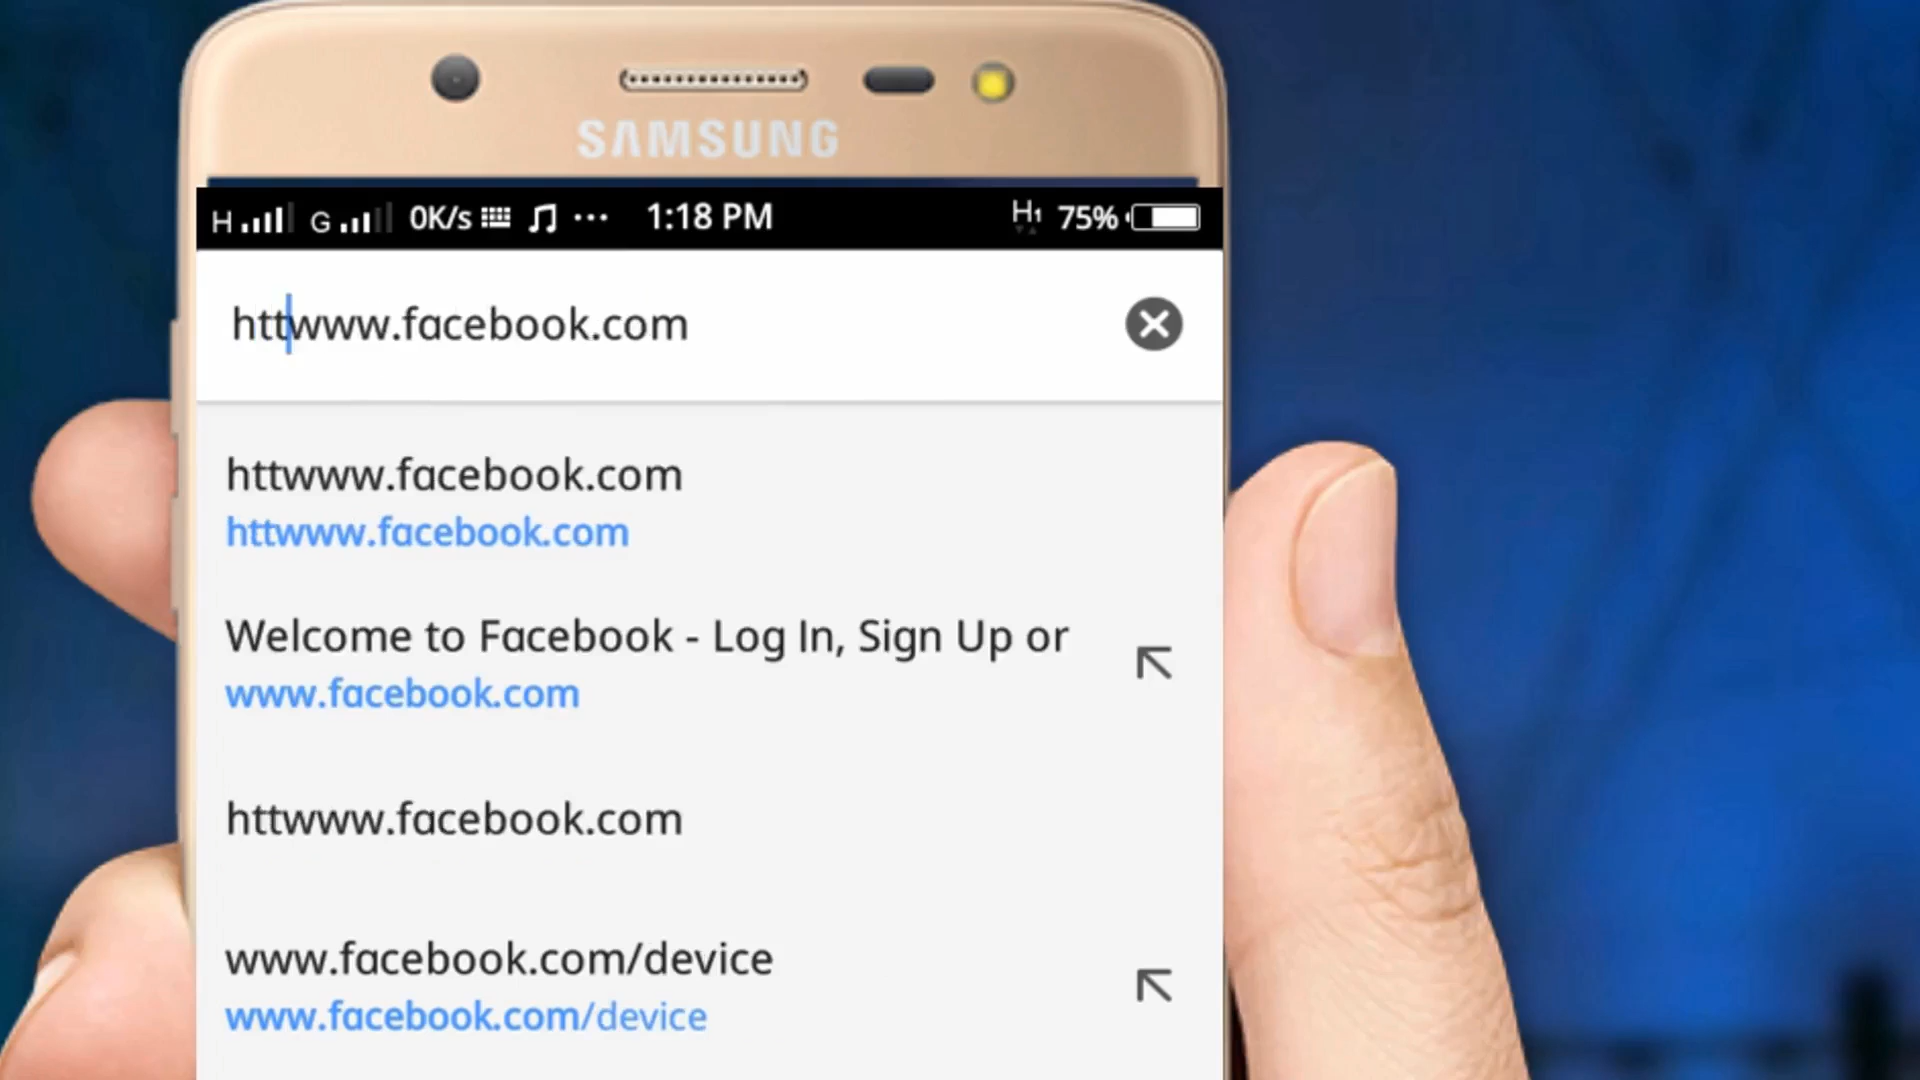 SAMSUNG
H G 0K/s ... 1:18 PM H1 75%
httwww.facebook.com
httwww.facebook.com
httwww.facebook.com
Welcome to Facebook - Log In, Sign Up or
www.facebook.com
httwww.facebook.com
www.facebook.com/device
www.facebook.com/device